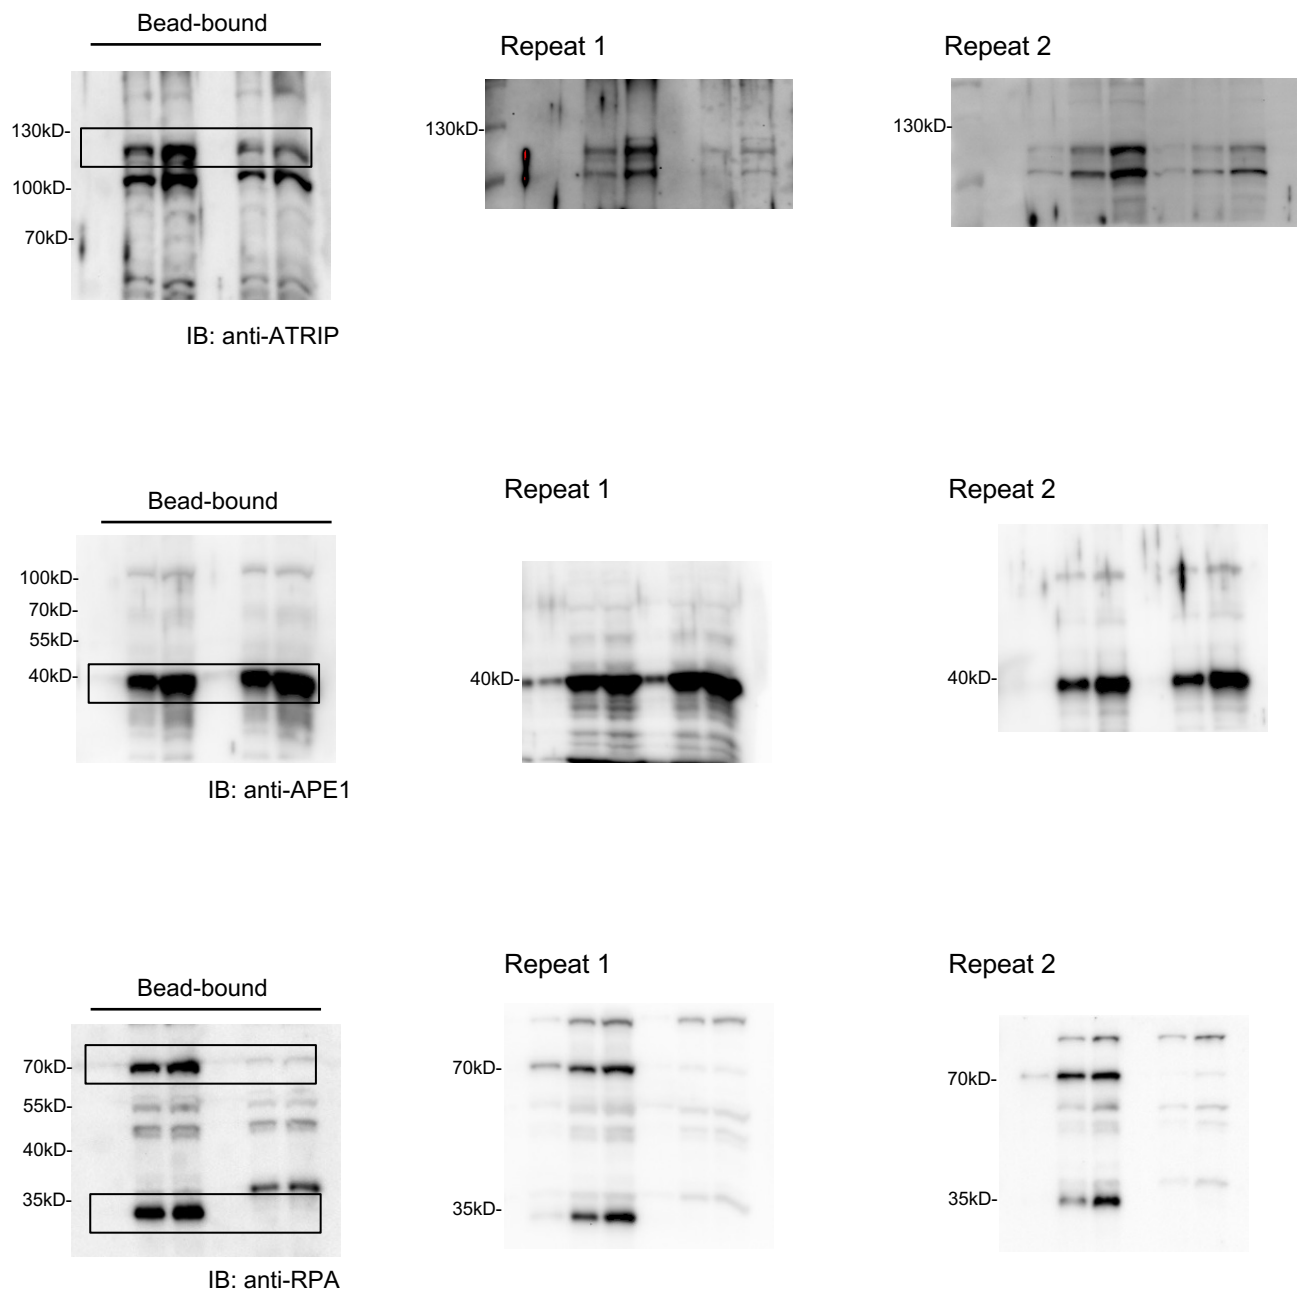 Bead-bound
Repeat 1
Repeat 2
130kD-
100kD-
70kD-
130kD-
130kD-
IB: anti-ATRIP
Bead-bound
Repeat 1
Repeat 2
100kD-
70kD-
55kD-
40kD-
40kD-
40kD-
IB: anti-APE1
Bead-bound
Repeat 1
Repeat 2
70kD-
55kD-
40kD-
35kD-
70kD-
35kD-
70kD-
35kD-
IB: anti-RPA